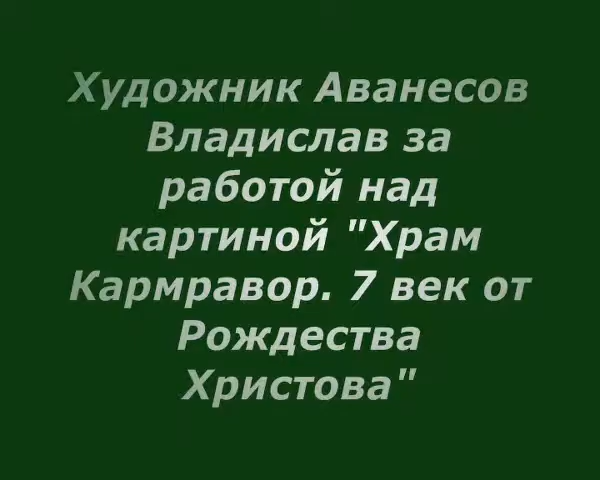 Художник Аванесов
Владислав за
работой над
картиной "Храм
Кармравор. 7 век от
Рождества
Христова"